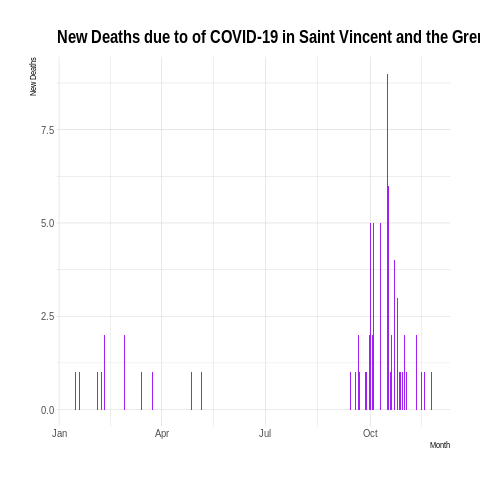 New Deaths due to of COVID-19 in Saint Vincent and the Gre
New Deaths
7.5
5.0
2.5
0.0
Jan Apr Jul Oct
Month